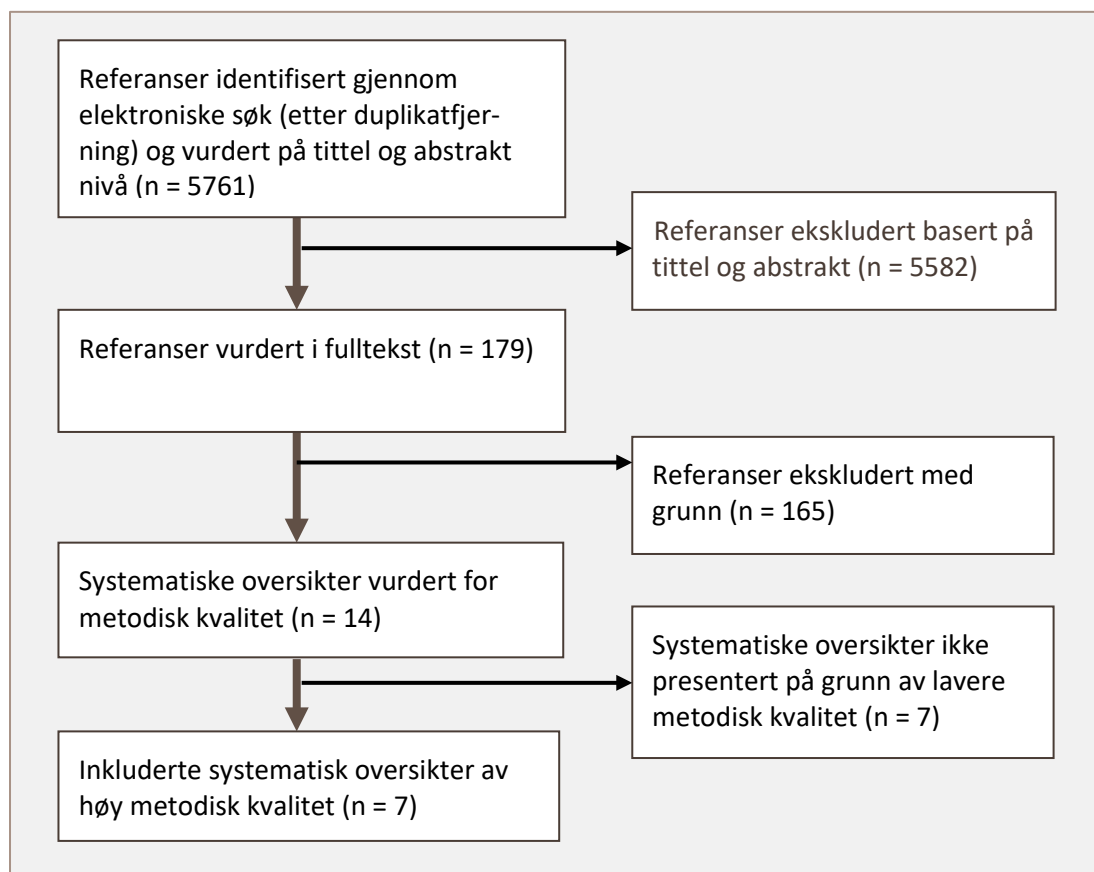 Referanser identifisert gjennom
elektroniske søk (etter duplikatfjer-
ning) og vurdert på tittel og abstrakt
nivå (n = 5761)
Referanser ekskludert basert på
tittel og abstrakt (n = 5582)
Referanser vurdert i fulltekst (n = 179)
Referanser ekskludert med
grunn (n = 165)
Systematiske oversikter vurdert for
metodisk kvalitet (n = 14)
Systematiske oversikter ikke
presentert på grunn av lavere
metodisk kvalitet (n = 7)
Inkluderte systematisk oversikter av
høy metodisk kvalitet (n = 7)